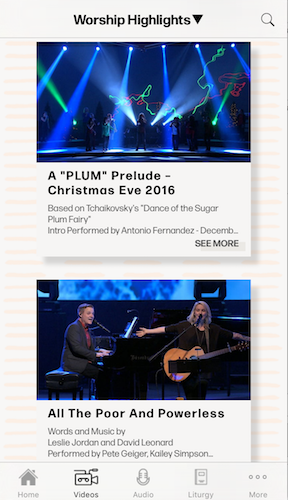 Worship Highlights▼
A "PLUM" Prelude –
Christmas Eve 2016
Based on Tchaikovsky's "Dance of the Sugar
Plum Fairy"
Intro Performed by Antonio Fernandez - Decemb...
SEE MORE
All The Poor And Powerless
Words and Music by
Leslie Jordan and David Leonard
Performed by Pete Geiger, Kailey Simpson...
Home Videos Audio Liturgy More